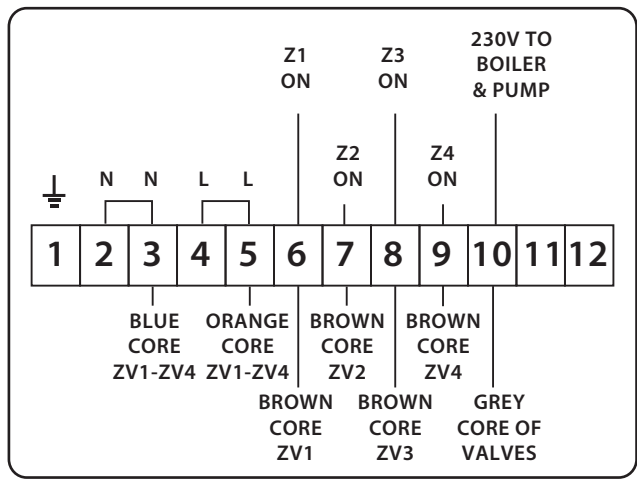 Z1
ON
Z3
ON
230V TO
BOILER
& PUMP
Z2
ON
Z4
ON
N N L L
1 2 3 4 5 6 7 8 9 10 11 12
BLUE
CORE
ZV1-ZV4
ORANGE
CORE
ZV1-ZV4
BROWN
CORE
ZV2
BROWN
CORE
ZV4
BROWN
CORE
ZV1
BROWN
CORE
ZV3
GREY
CORE OF
VALVES